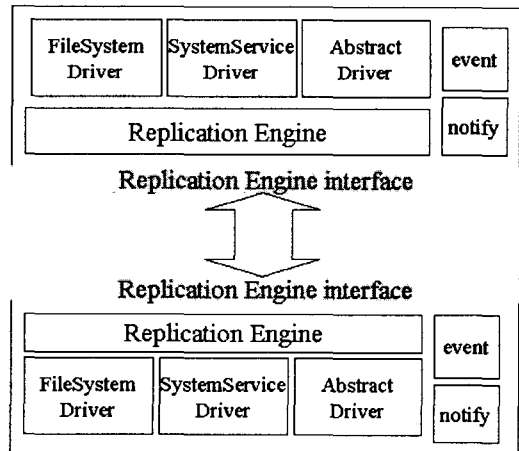 FileSystem Driver
SystemService Driver
Abstract Driver
event
Replication Engine
notify
Replication Engine interface
Replication Engine interface
Replication Engine
event
FileSystem Driver
SystemService Driver
Abstract Driver
notify